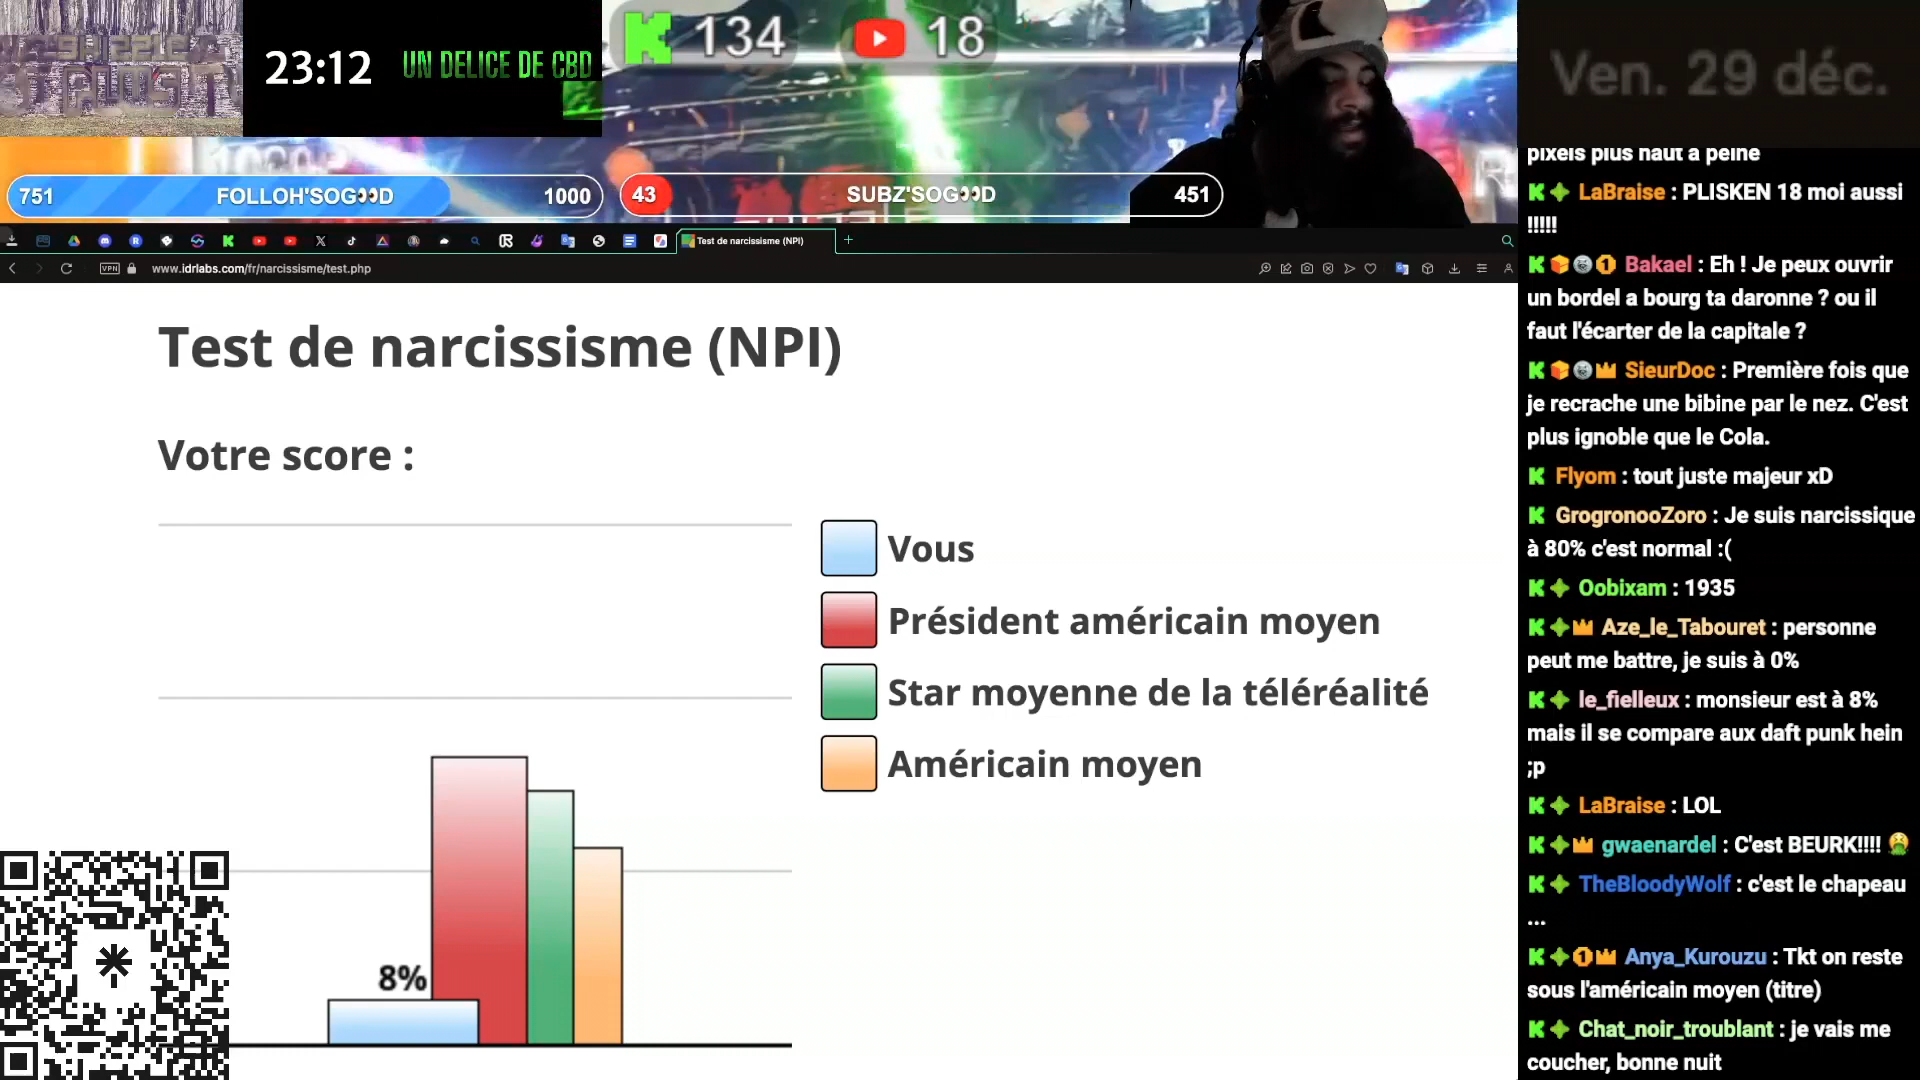 23:12
UN DELICE DE CBD
134
18
Ven. 29 déc.
751
FOLLOH'SOG👀D
1000
43
SUBZ'SOG👀D
451
Test de narcissisme (NPI)
VPN
www.idrlabs.com/fr/narcissisme/test.php
Test de narcissisme (NPI)
Votre score :
Vous
Président américain moyen
Star moyenne de la téléréalité
Américain moyen
8%
pixels plus haut a peine
LaBraise : PLISKEN 18 moi aussi
!!!!!
Bakael : Eh ! Je peux ouvrir
un bordel a bourg ta daronne ? ou il
faut l'écarter de la capitale ?
SieurDoc : Première fois que
je recrache une bibine par le nez. C'est
plus ignoble que le Cola.
Flyom : tout juste majeur xD
GrogronooZoro : Je suis narcissique
à 80% c'est normal :(
Oobixam : 1935
Aze_le_Tabouret : personne
peut me battre, je suis à 0%
le_fielleux : monsieur est à 8%
mais il se compare aux daft punk hein
;p
LaBraise : LOL
gwaenardel : C'est BEURK!!!! 🤮
TheBloodyWolf : c'est le chapeau
...
Anya_Kurouzu : Tkt on reste
sous l'américain moyen (titre)
Chat_noir_troublant : je vais me
coucher, bonne nuit